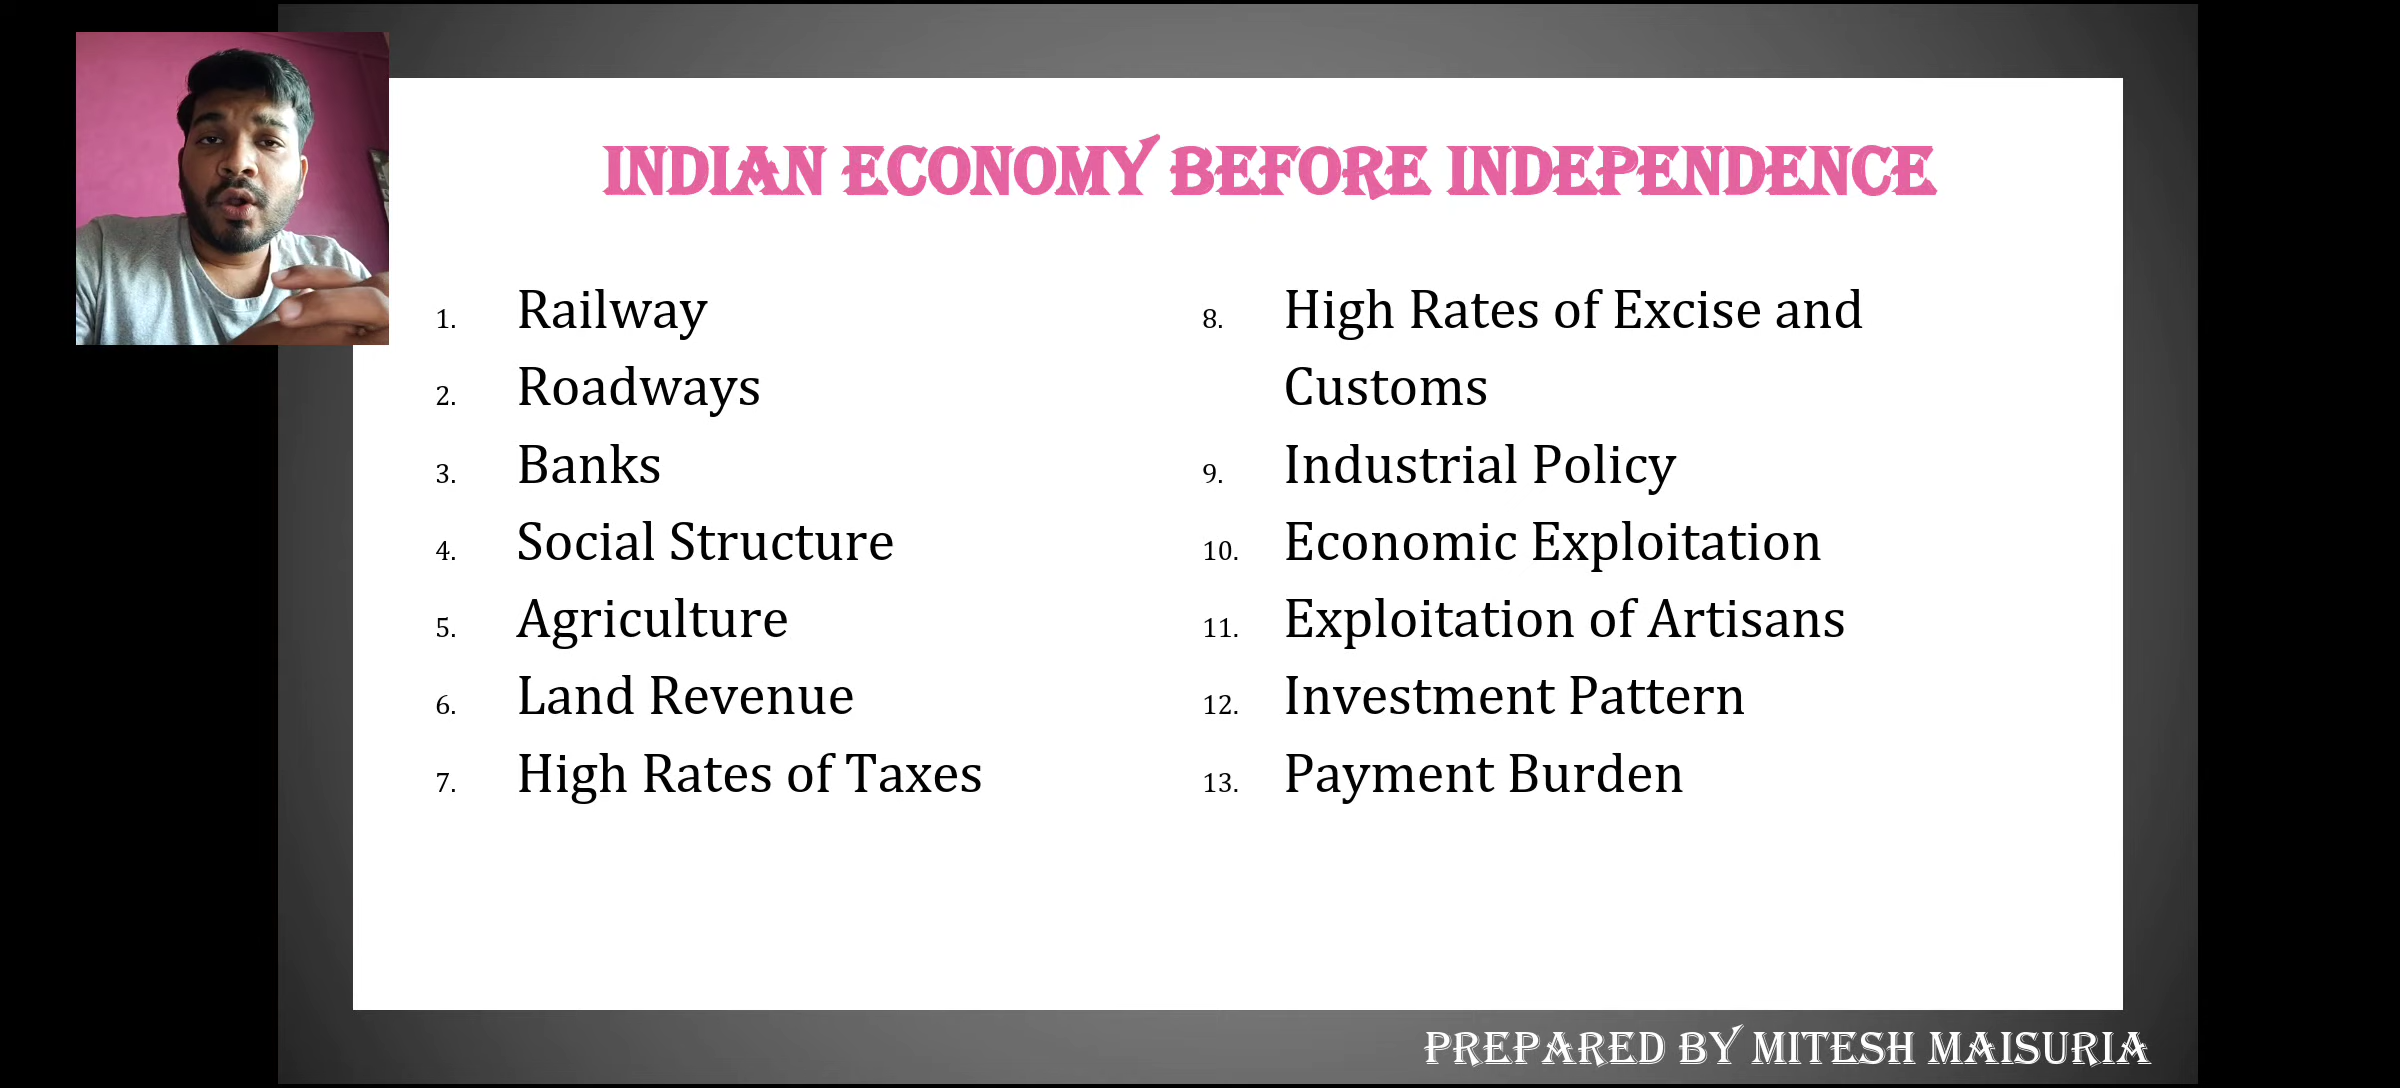 INDIAN ECONOMY BEFORE INDEPENDENCE
1. Railway
2. Roadways
3. Banks
4. Social Structure
5. Agriculture
6. Land Revenue
7. High Rates of Taxes
8. High Rates of Excise and
Customs
9. Industrial Policy
10. Economic Exploitation
11. Exploitation of Artisans
12. Investment Pattern
13. Payment Burden
PREPARED BY MITESH MAISURIA